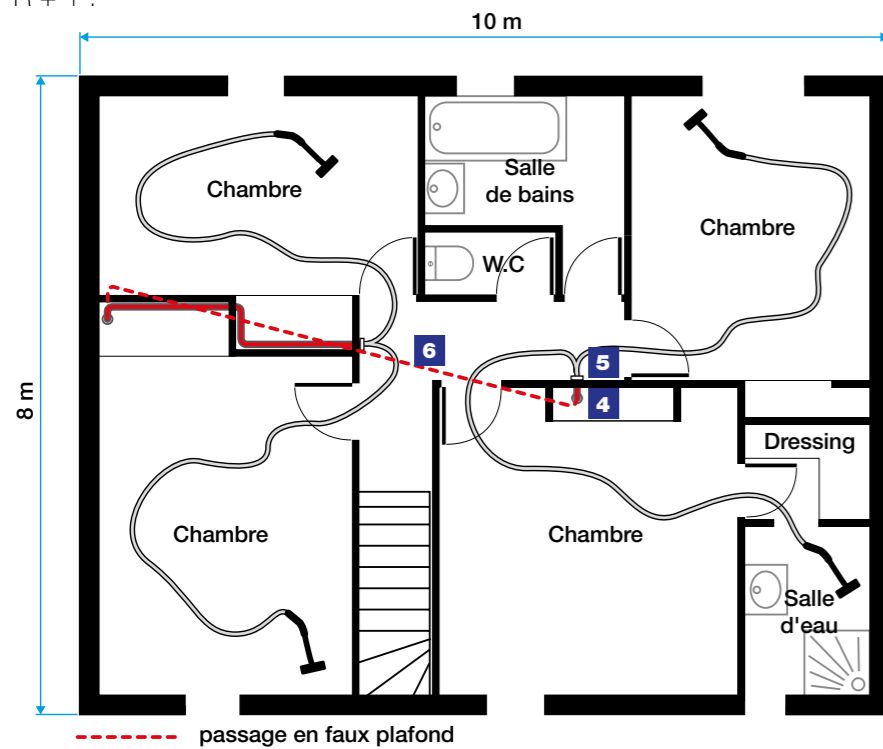 10 m
8 m
Chambre
Salle
de bains
Chambre
W.C
6
5
4
Dressing
Chambre
Chambre
Salle
d'eau
passage en faux plafond